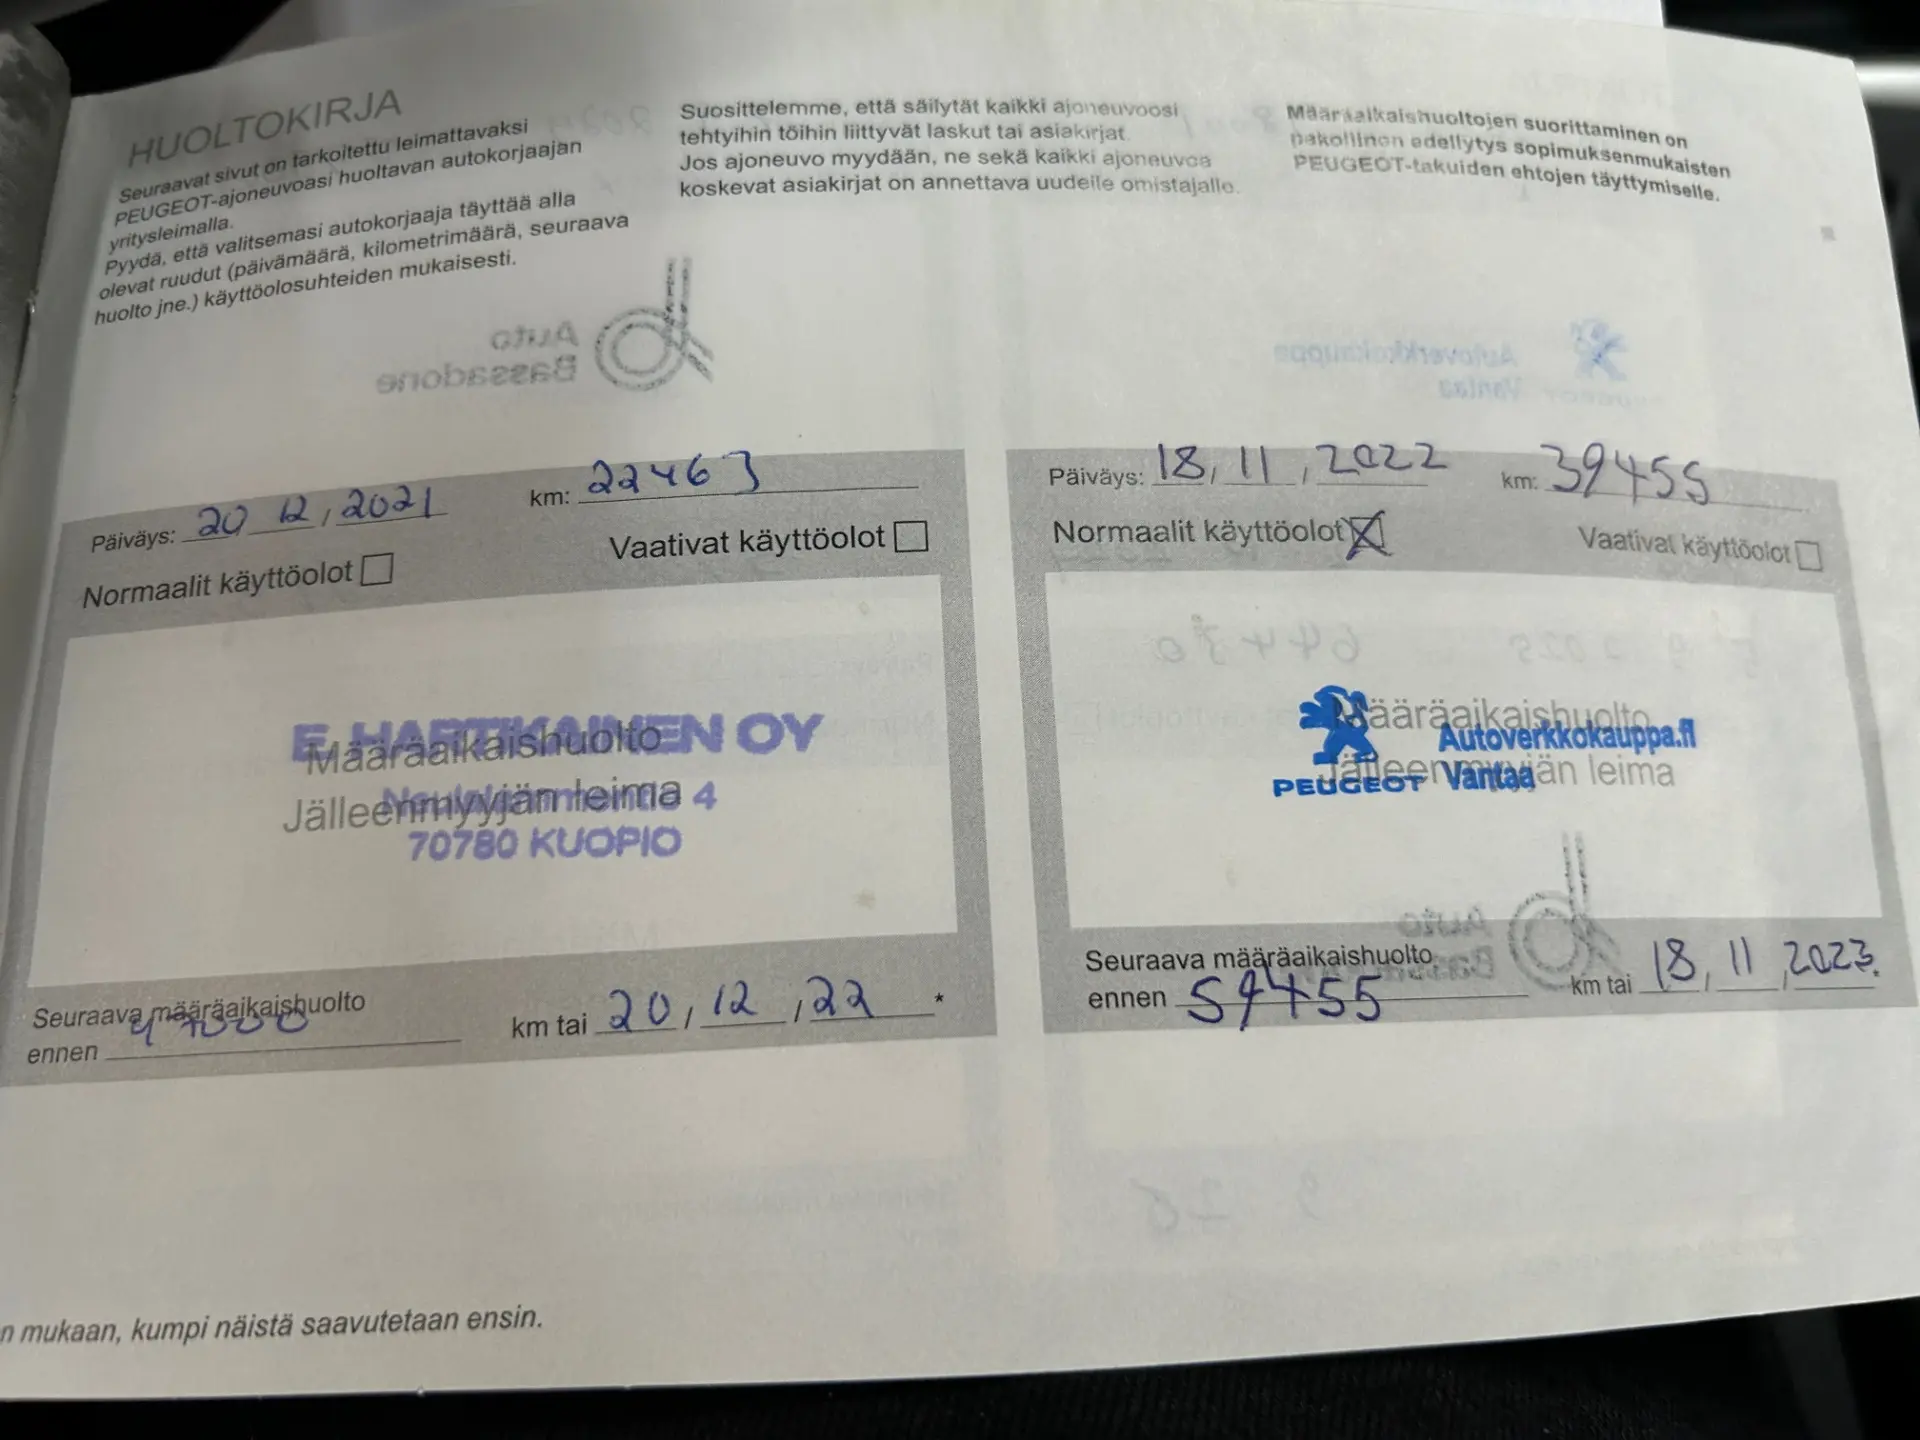 HUOLTOKIRJA
Seuraavat sivut on tarkoitettu leimattavaksi
PEUGEOT-ajoneuvoasi huoltavan autokorjaajan
yritysleimalla.
Pyydä, että valitsemasi autokorjaaja täyttää alla
olevat ruudut (päivämäärä, kilometrimäärä, seuraava
huolto jne.) käyttöolosuhteiden mukaisesti.
Suosittelemme, että säilytät kaikki ajoneuvoosi
tehtyihin töihin liittyvät laskut tai asiakirjat.
Jos ajoneuvo myydään, ne sekä kaikki ajoneuvoa
koskevat asiakirjat on annettava uudelle omistajalle.
Määräaikaishuoltojen suorittaminen on
pakollinen edellytys sopimuksenmukaisten
PEUGEOT-takuiden ehtojen täyttymiselle.
Auto
Bassadone
Autoverkkokauppa
Vantaa
Päiväys: 20 12, 2021 km: 22463
Normaalit käyttöolot Vaativat käyttöolot
E. HARTIKAINEN OY
Määräaikaishuolto
Jälleenmyyjän leima
4
70780 KUOPIO
Seuraava määräaikaishuolto
ennen km tai 20, 12, 22 *
Päiväys: 18, 11, 2022 km: 39455
Normaalit käyttöolot Vaativat käyttöolot
64470
Määräaikaishuolto
Autoverkkokauppa.fi
Jälleenmyyjän leima
PEUGEOT Vantaa
Auto
Seuraava määräaikaishuolto
ennen 59455 km tai 18, 11, 2023.
n mukaan, kumpi näistä saavutetaan ensin.